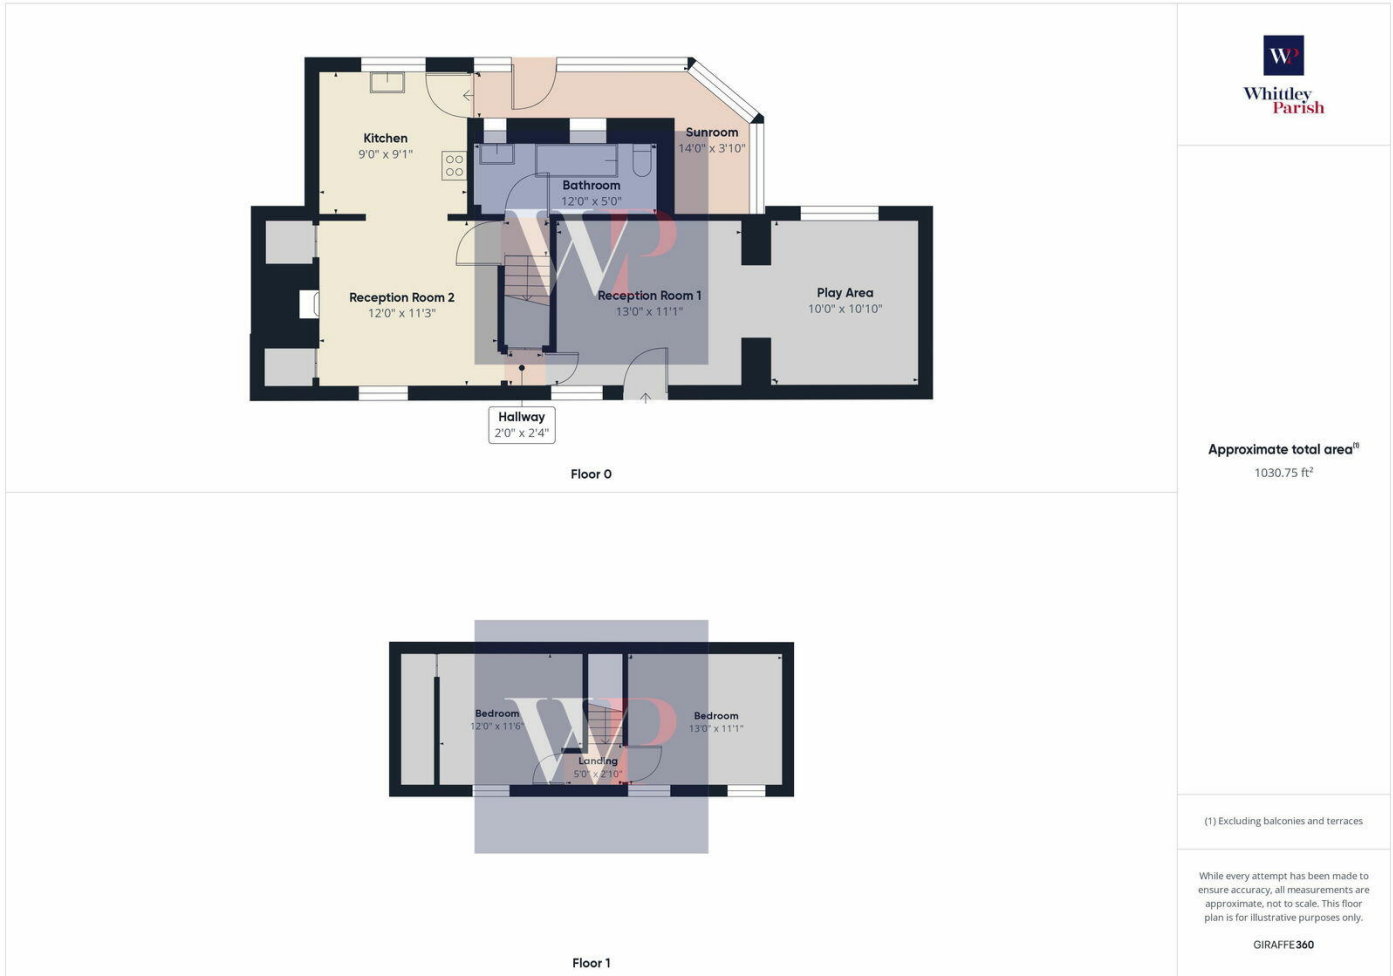 Kitchen
9'0" x 9'1"
Sunroom
14'0" x 3'10"
Bathroom
12'0" x 5'0"
Reception Room 2
12'0" x 11'3"
Reception Room 1
13'0" x 11'1"
Play Area
10'0" x 10'10"
Hallway
2'0" x 2'4"
WP
Floor 0
Bedroom
12'0" x 11'6"
Bedroom
13'0" x 11'1"
Landing
5'0" x 2'10"
WP
Floor 1
WP
Whittley
Parish
Approximate total area(1)
1030.75 ft²
(1) Excluding balconies and terraces
While every attempt has been made to
ensure accuracy, all measurements are
approximate, not to scale. This floor
plan is for illustrative purposes only.
GIRAFFE360